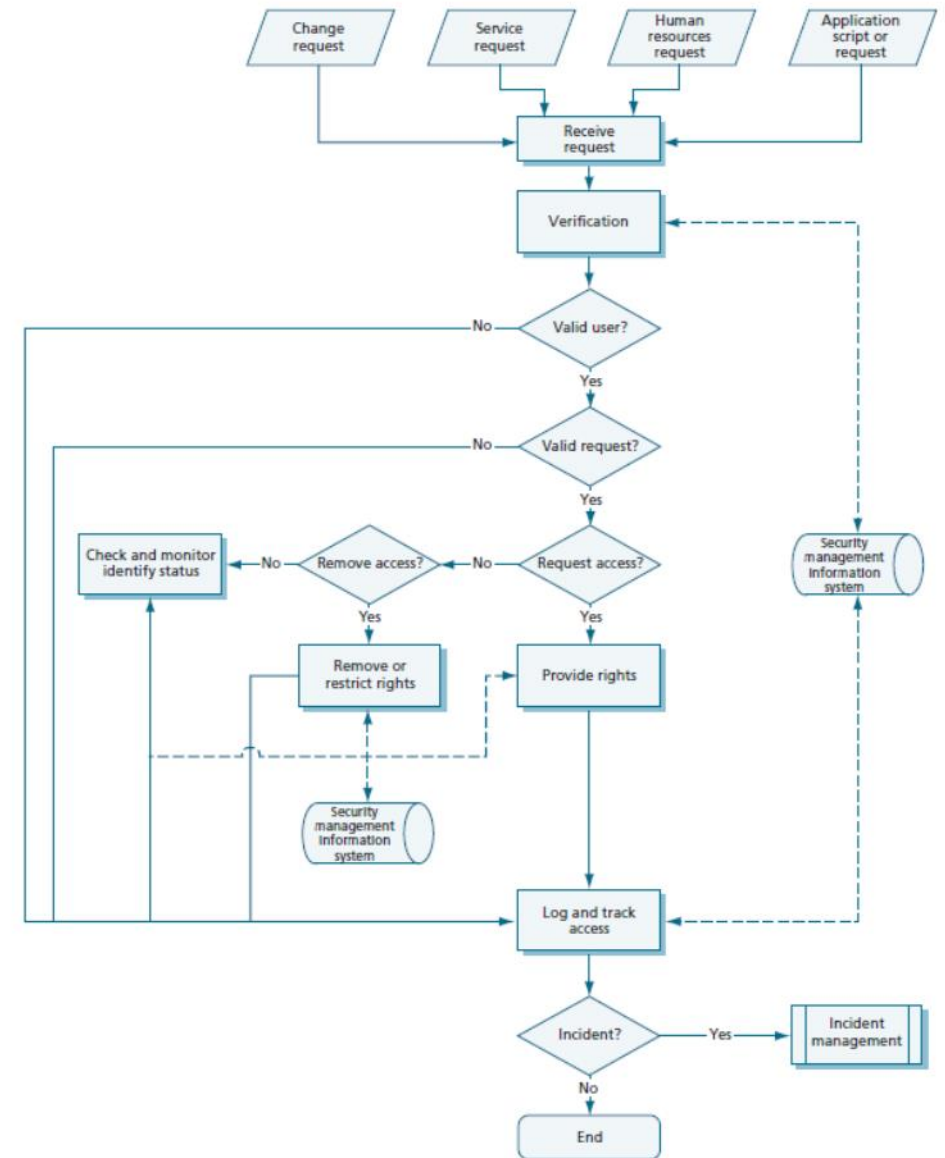 Change
request
Service
request
Human
resources
request
Application
script or
request
Receive
request
Verification
No
Valid user?
Yes
No
Valid request?
Yes
Check and monitor
identify status
No
Remove access?
No
Request access?
Security
management
information
system
Yes
Yes
Remove or
restrict rights
Provide rights
Security
management
information
system
Log and track
access
Incident?
Yes
Incident
management
No
End